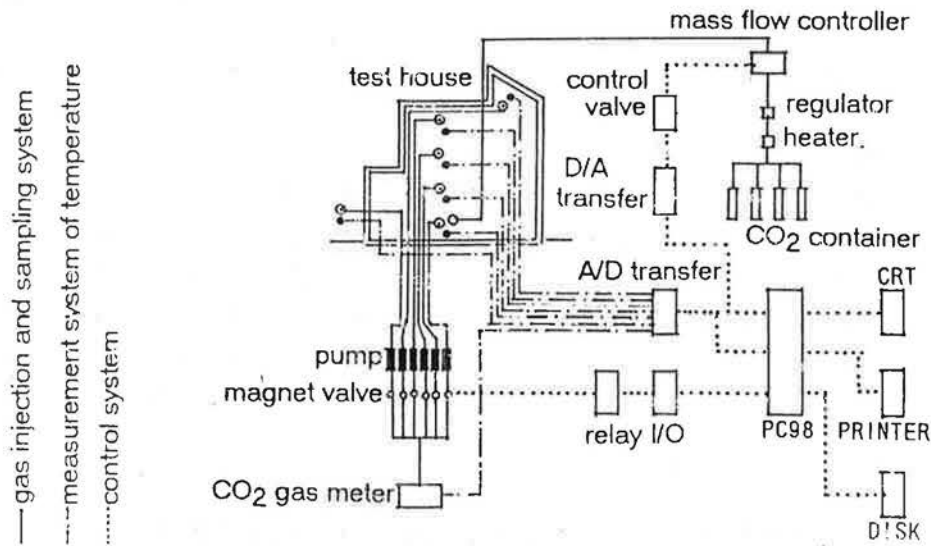 mass flow controller
test house
control
valve
regulator
heater.
D/A
transfer
CO2 container
A/D transfer
CRT
pump
magnet valve
relay I/O
PC98
PRINTER
CO2 gas meter
DISK
gas injection and sampling system
measurement system of temperature
control system